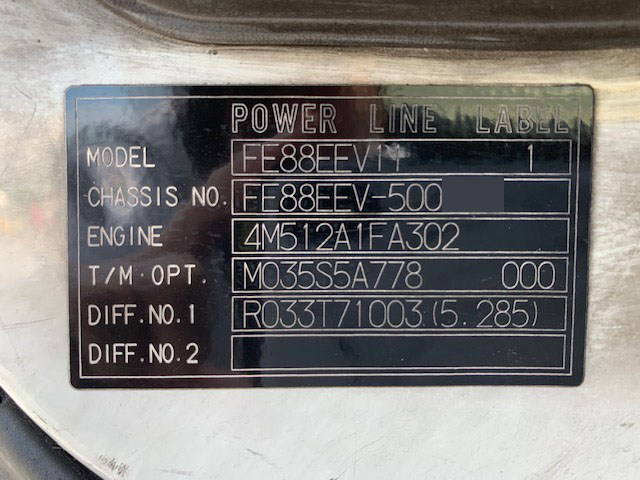 POWER LINE LABEL
MODEL FE88EEV11 1
CHASSIS NO. FE88EEV-500
ENGINE 4M512A1FA302
T/M OPT. M035S5A778 000
DIFF.NO.1 R033T71003(5.285)
DIFF.NO.2